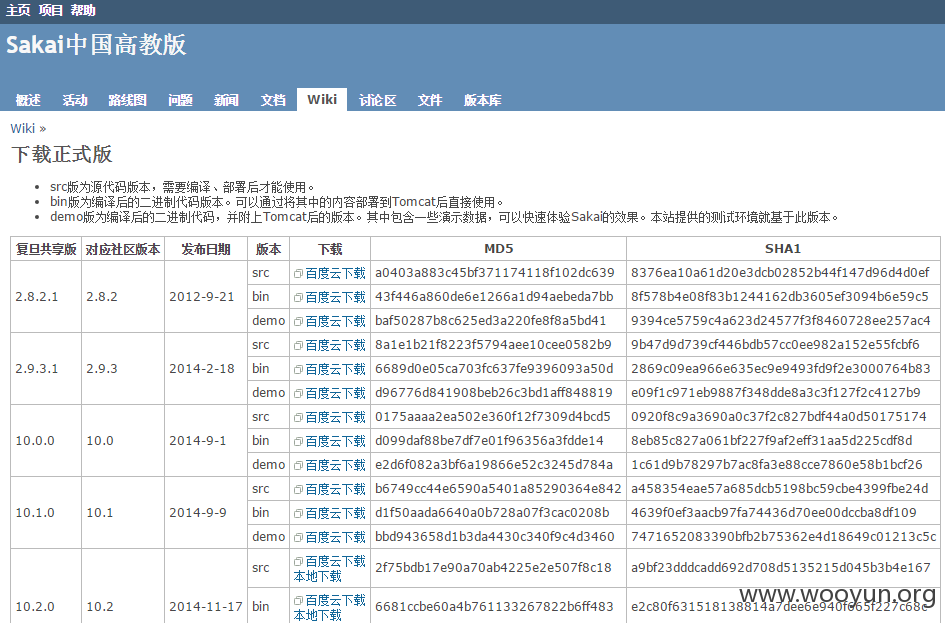 主页 项目 帮助
Sakai中国高教版
概述 活动 路线图 问题 新闻 文档 Wiki 讨论区 文件 版本库
Wiki »
下载正式版
• src版为源代码版本，需要编译、部署后才能使用。
• bin版为编译后的二进制代码版本。可以通过将其中的内容部署到Tomcat后直接使用。
• demo版为编译后的二进制代码，并附上Tomcat后的版本。其中包含一些演示数据，可以快速体验Sakai的效果。本站提供的测试环境就基于此版本。
复旦共享版 对应社区版本 发布日期 版本 下载 MD5 SHA1
2.8.2.1 2.8.2 2012-9-21 src 百度云下载 a0403a883c45bf371174118f102dc639 8376ea10a61d20e3dcb02852b44f147d96d4d0ef
bin 百度云下载 43f446a860de6e1266a1d94aebeda7bb 8f578b4e08f83b1244162db3605ef3094b6e59c5
demo 百度云下载 baf50287b8c625ed3a220fe8f8a5bd41 9394ce5759c4a623d24577f3f8460728ee257ac4
2.9.3.1 2.9.3 2014-2-18 src 百度云下载 8a1e1b21f8223f5794aee10cee0582b9 9b47d9d739cf446bdb57cc0ee982a152e55fcbf6
bin 百度云下载 6689d0e05ca703fc637fe9396093a50d 2869c09ea966e635ec9e9493fd9f2e3000764b83
demo 百度云下载 d96776d841908beb26c3bd1aff848819 e09f1c971eb9887f348dde8a3c3f127f2c4127b9
10.0.0 10.0 2014-9-1 src 百度云下载 0175aaaa2ea502e360f12f7309d4bcd5 0920f8c9a3690a0c37f2c827bdf44a0d50175174
bin 百度云下载 d099daf88be7df7e01f96356a3fdde14 8eb85c827a061bf227f9af2eff31aa5d225cdf8d
demo 百度云下载 e2d6f082a3bf6a19866e52c3245d784a 1c61d9b78297b7ac8fa3e88cce7860e58b1bcf26
10.1.0 10.1 2014-9-9 src 百度云下载 b6749cc44e6590a5401a85290364e842 a458354eae57a685dcb5198bc59cbe4399fbe24d
bin 百度云下载 d1f50aada6640a0b728a07f3cac0208b 4639f0ef3aacb97fa74436d70ee00dccba8df109
demo 百度云下载 bbd943658d1b3da4430c340f9c4d3460 7471652083390bfb2b75362e4d18649c01213c5c
10.2.0 10.2 2014-11-17 src 百度云下载 2f75bdb17e90a70ab4225e2e507f8c18 a9bf23dddcadd692d708d5135215d045b3b4e167
本地下载
bin 百度云下载 6681ccbe60a4b761133267822b6ff483 e2c80f631518138814a7dee6e940f665f227c68c
本地下载
www.wooyun.org